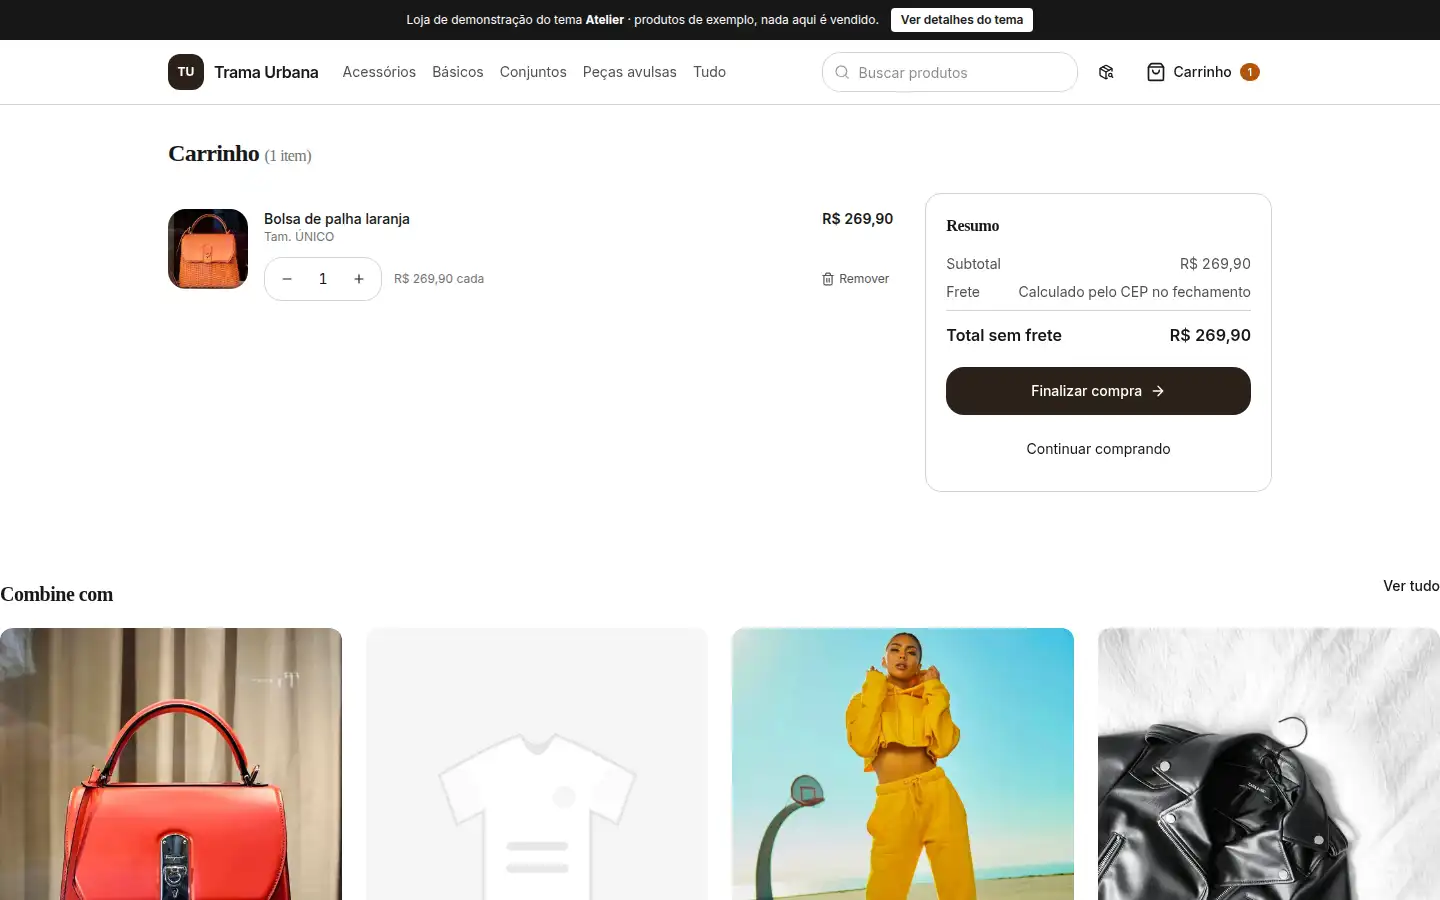 Loja de demonstração do tema Atelier · produtos de exemplo, nada aqui é vendido. Ver detalhes do tema
TU Trama Urbana Acessórios Básicos Conjuntos Peças avulsas Tudo Buscar produtos Carrinho 1
Carrinho (1 item)
Bolsa de palha laranja R$ 269,90
Tam. ÚNICO
− 1 + R$ 269,90 cada Remover
Resumo
Subtotal R$ 269,90
Frete Calculado pelo CEP no fechamento
Total sem frete R$ 269,90
Finalizar compra →
Continuar comprando
Combine com Ver tudo